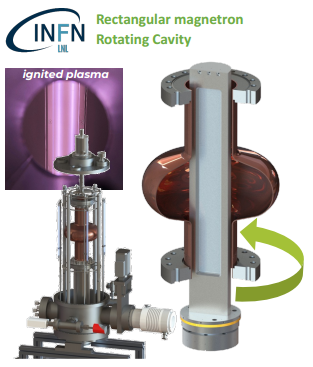 Rectangular magnetron
Rotating Cavity
INFN
LNL
ignited plasma